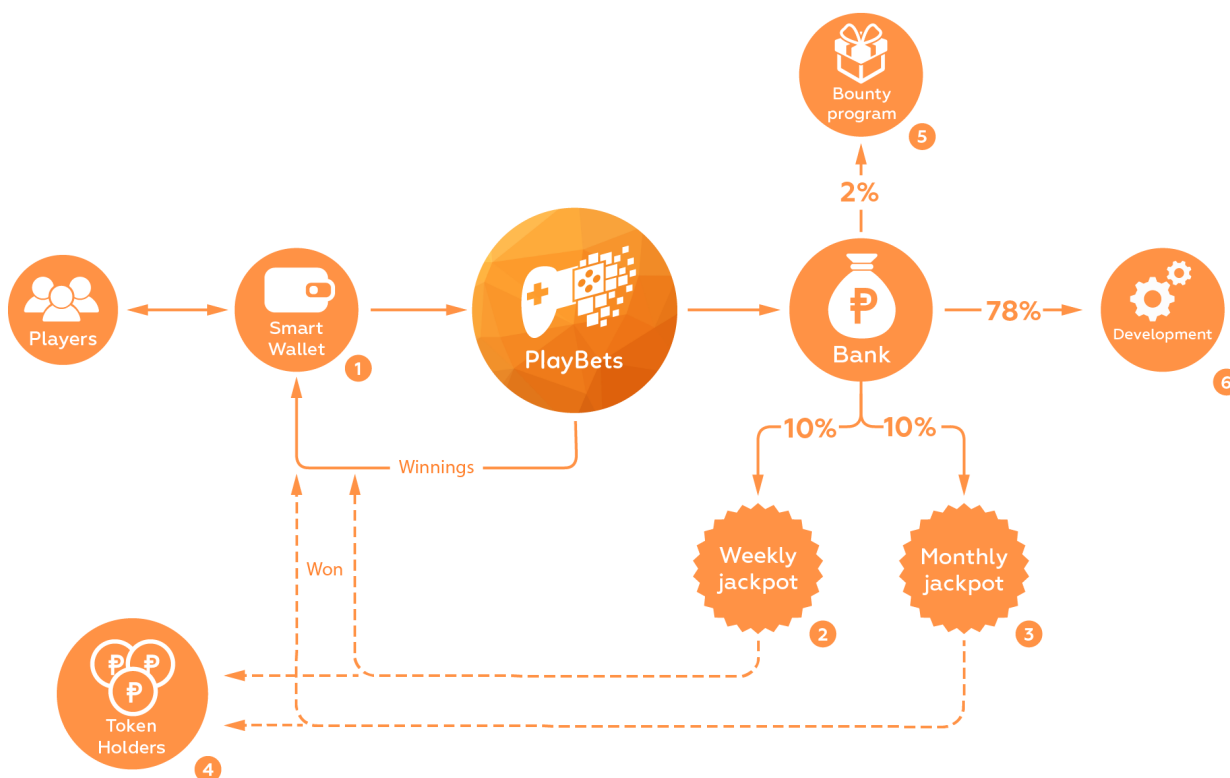 Bounty
program
5
2%
Players
Smart
Wallet
1
PlayBets
Bank
78%
Development
6
10%
10%
Winnings
Won
Weekly
jackpot
2
Monthly
jackpot
3
Token
Holders
4